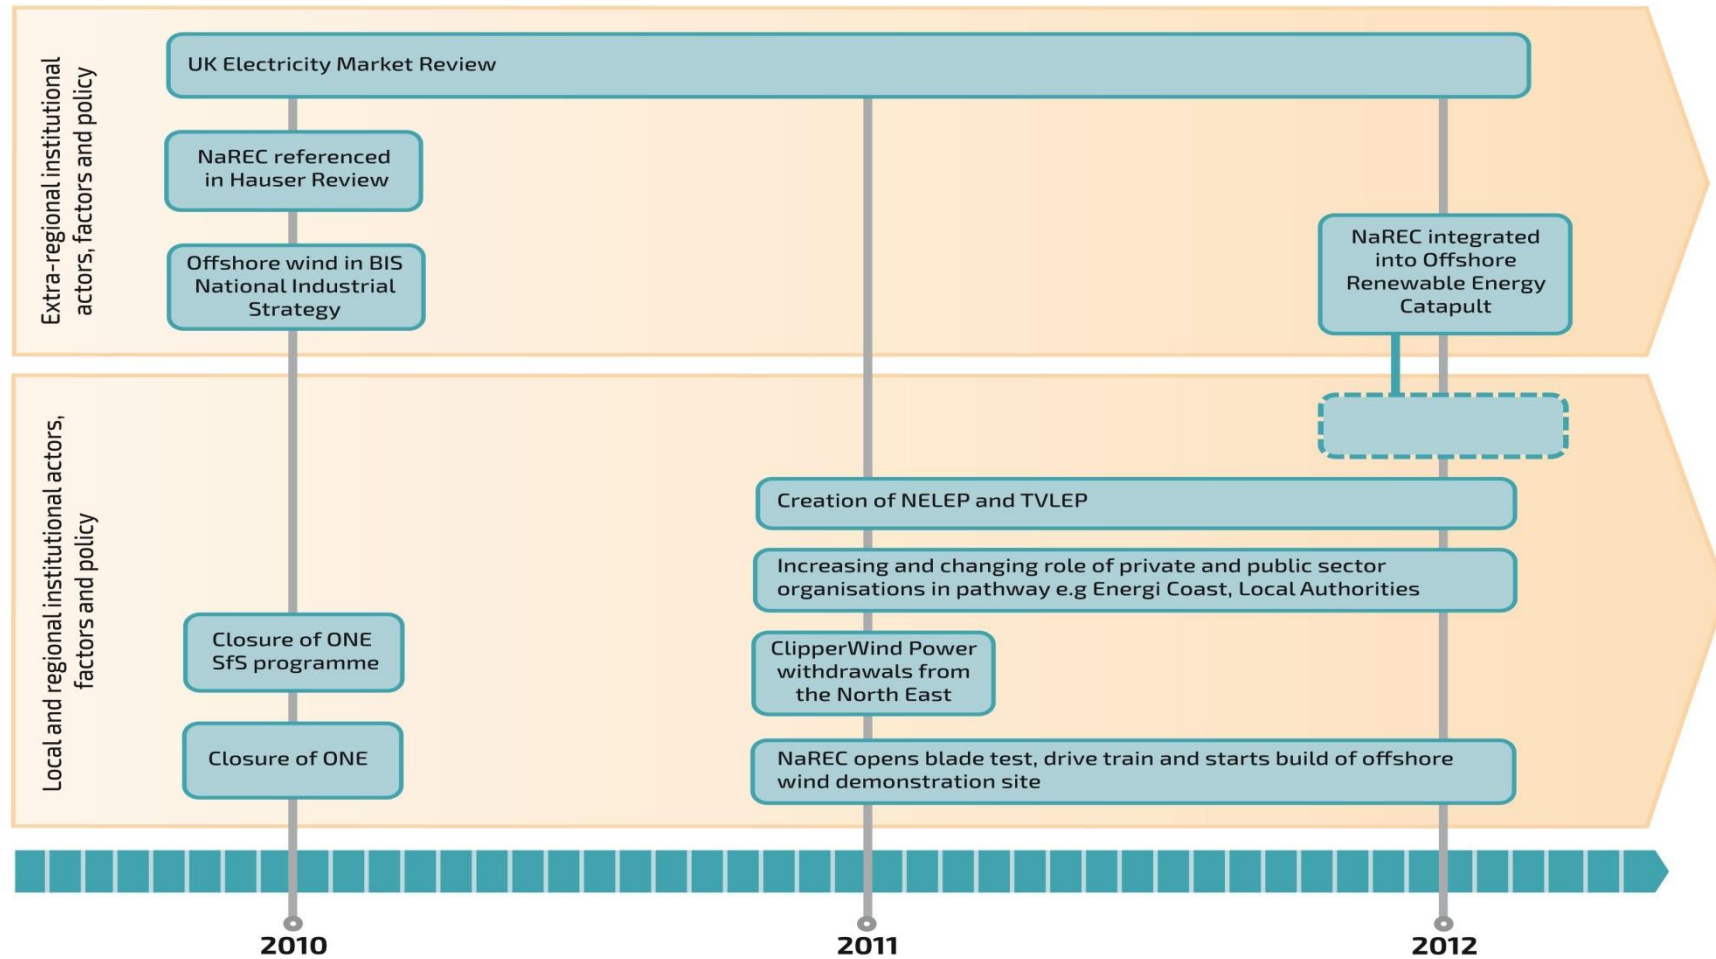 Extra-regional institutional
actors, factors and policy
UK Electricity Market Review
NaREC referenced
in Hauser Review
Offshore wind in BIS
National Industrial
Strategy
NaREC integrated
into Offshore
Renewable Energy
Catapult
Local and regional institutional actors,
factors and policy
Creation of NELEP and TVLEP
Increasing and changing role of private and public sector
organisations in pathway e.g Energi Coast, Local Authorities
Closure of ONE
SfS programme
ClipperWind Power
withdrawals from
the North East
Closure of ONE
NaREC opens blade test, drive train and starts build of offshore
wind demonstration site
2010
2011
2012